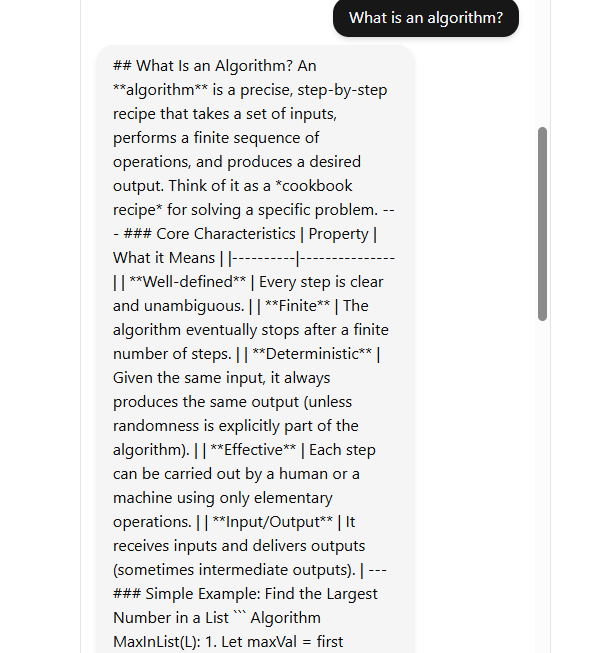 What is an algorithm?
## What Is an Algorithm? An
**algorithm** is a precise, step-by-step
recipe that takes a set of inputs,
performs a finite sequence of
operations, and produces a desired
output. Think of it as a *cookbook
recipe* for solving a specific problem. --
- ### Core Characteristics | Property |
What it Means | |----------|---------------
| | **Well-defined** | Every step is clear
and unambiguous. | | **Finite** | The
algorithm eventually stops after a finite
number of steps. | | **Deterministic** |
Given the same input, it always
produces the same output (unless
randomness is explicitly part of the
algorithm). | | **Effective** | Each step
can be carried out by a human or a
machine using only elementary
operations. | | **Input/Output** | It
receives inputs and delivers outputs
(sometimes intermediate outputs). | ---
### Simple Example: Find the Largest
Number in a List ``` Algorithm
MaxInList(L): 1. Let maxVal = first